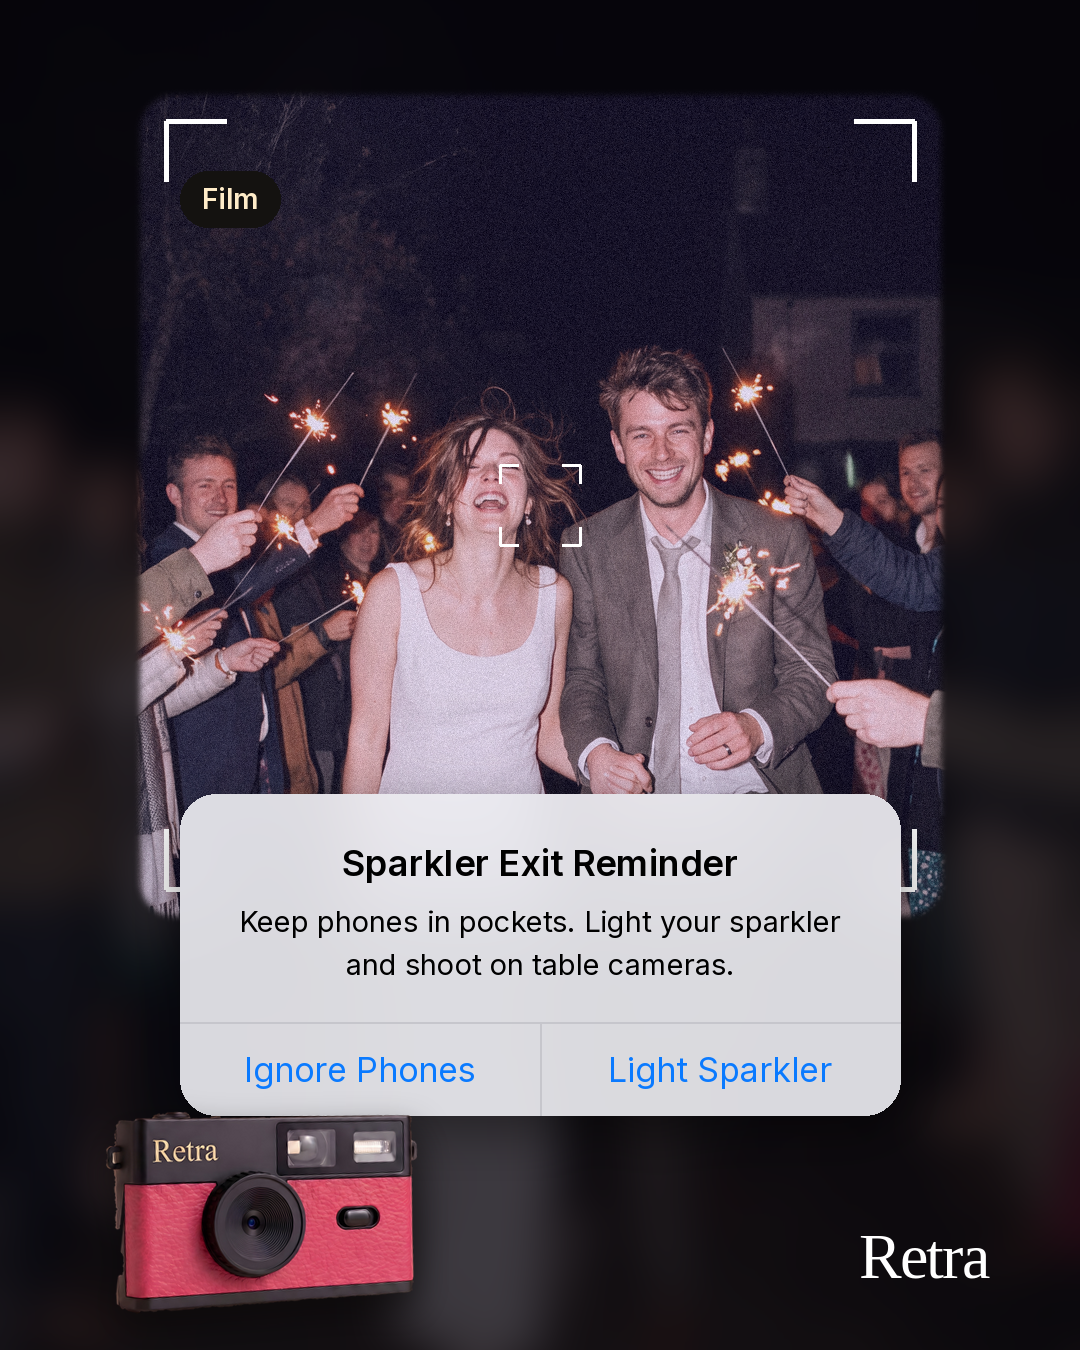 Film
Sparkler Exit Reminder
Keep phones in pockets. Light your sparkler
and shoot on table cameras.
Ignore Phones
Light Sparkler
Retra
Retra